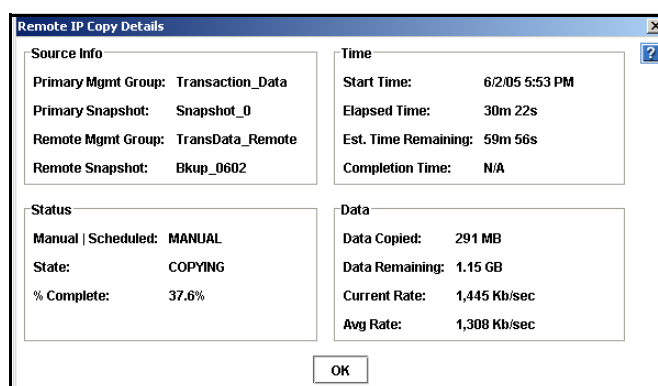 Remote IP Copy Details
Source Info
Primary Mgmt Group: Transaction_Data
Primary Snapshot: Snapshot_0
Remote Mgmt Group: TransData_Remote
Remote Snapshot: Bkup_0602
Time
Start Time: 6/2/05 5:53 PM
Elapsed Time: 30m 22s
Est. Time Remaining: 59m 56s
Completion Time: N/A
Status
Manual | Scheduled: MANUAL
State: COPYING
% Complete: 37.6%
Data
Data Copied: 291 MB
Data Remaining: 1.15 GB
Current Rate: 1,445 Kb/sec
Avg Rate: 1,308 Kb/sec
OK
?